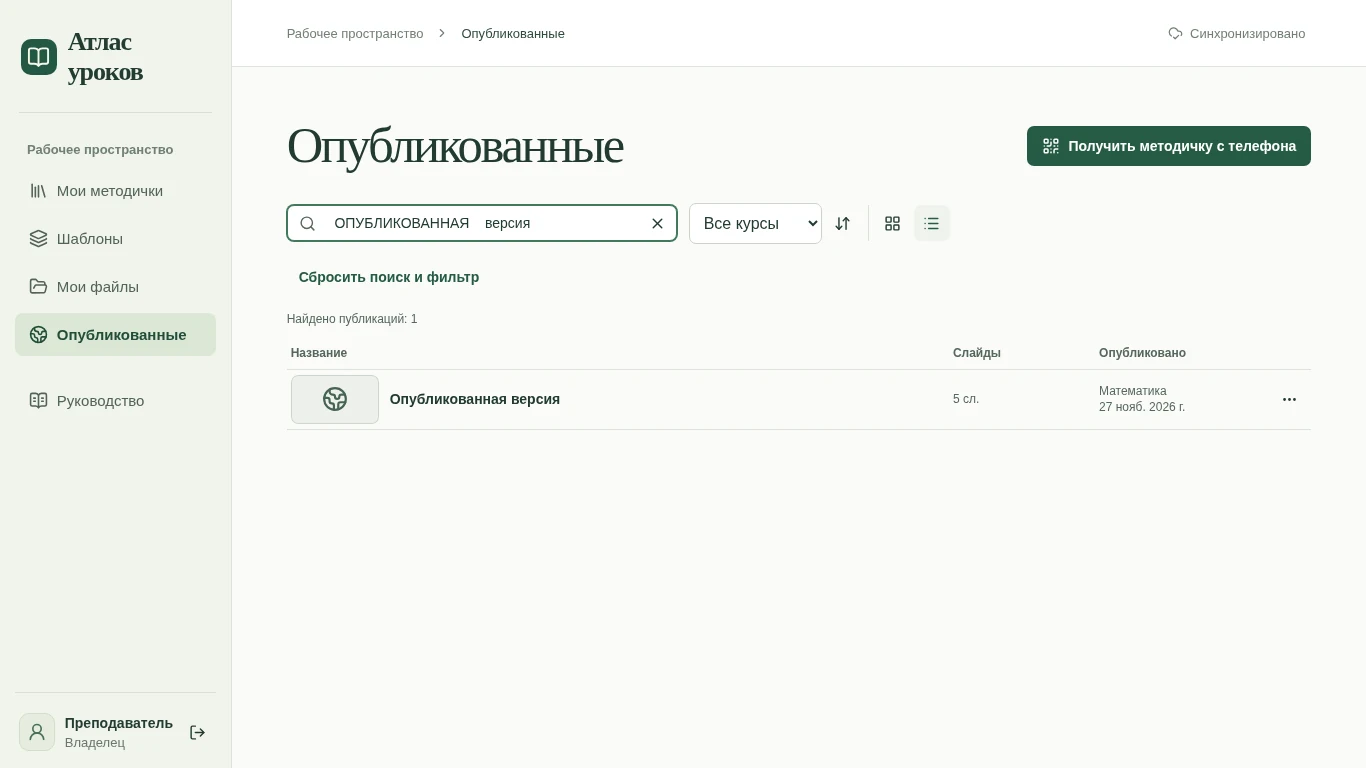 Атлас
уроков
Рабочее пространство
Мои методички
Шаблоны
Мои файлы
Опубликованные
Руководство
Преподаватель
Владелец
Рабочее пространство Опубликованные
Синхронизировано
Опубликованные
Получить методичку с телефона
ОПУБЛИКОВАННАЯ версия
Все курсы
Сбросить поиск и фильтр
Найдено публикаций: 1
Название Слайды Опубликовано
Опубликованная версия
5 сл.
Математика
27 нояб. 2026 г.